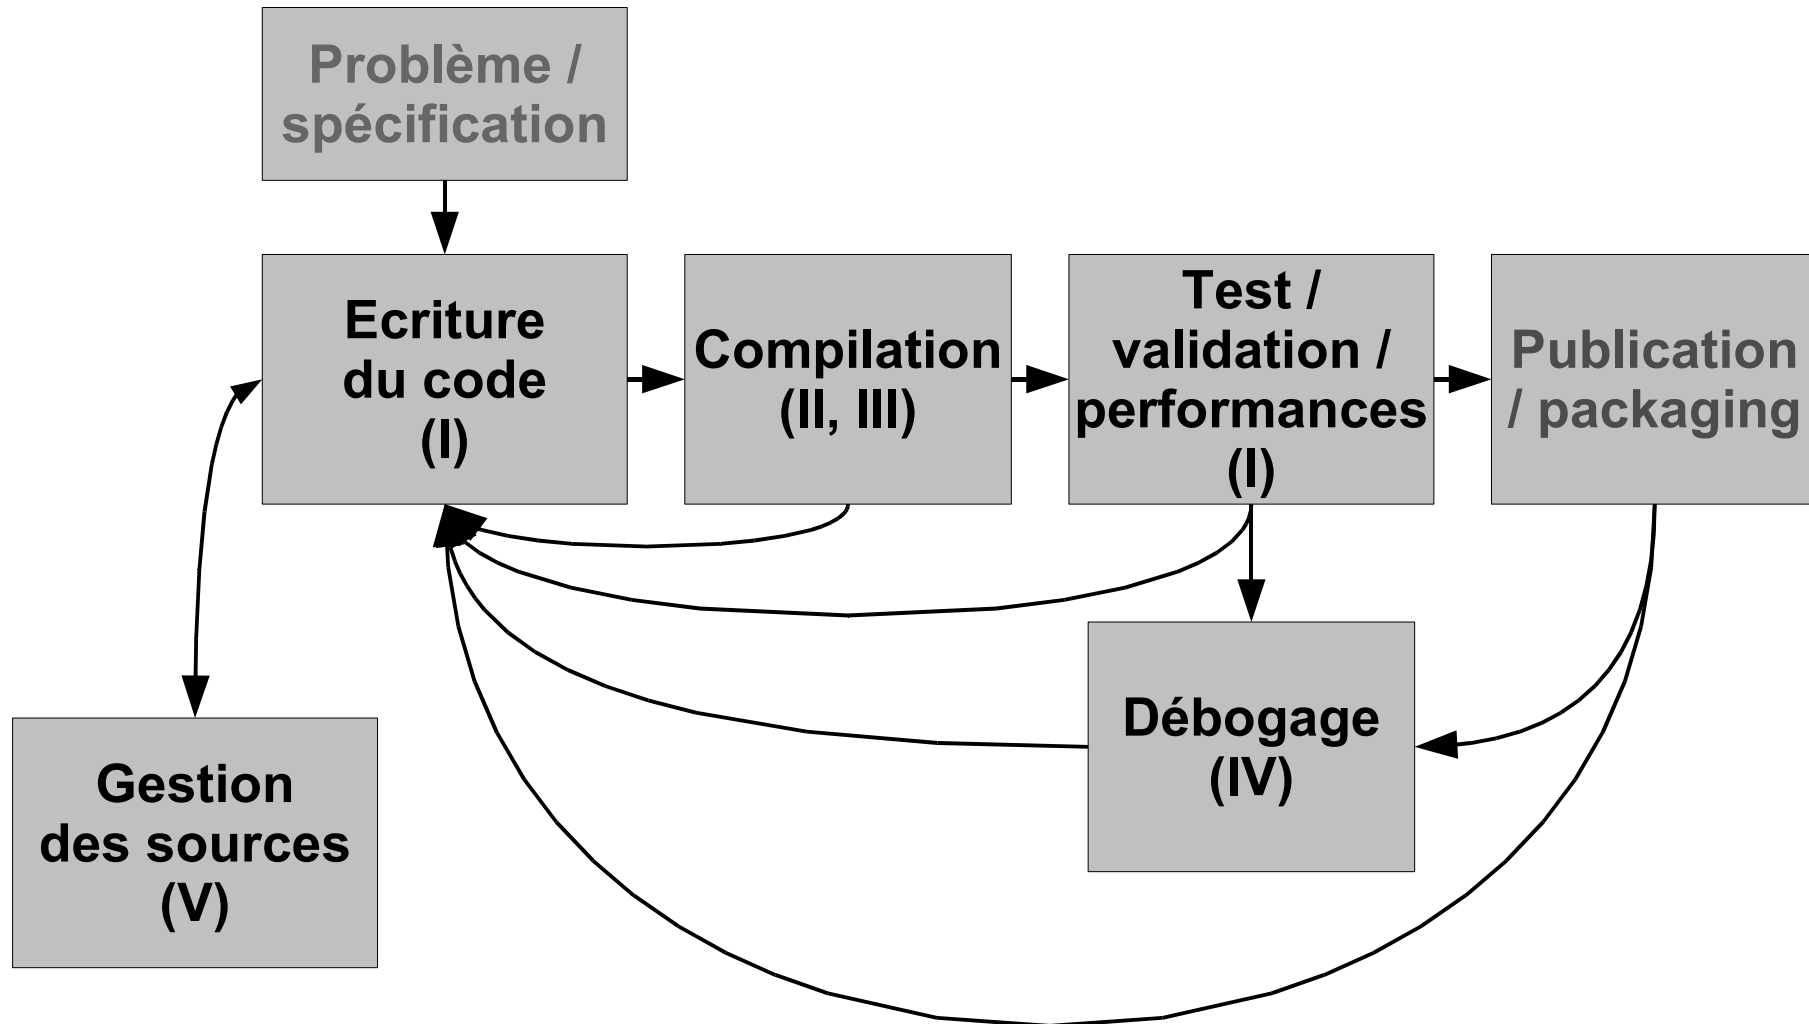 Problème /
spécification
Ecriture
du code
(I)
Compilation
(II, III)
Test /
validation /
performances
(I)
Publication
/ packaging
Débogage
(IV)
Gestion
des sources
(V)